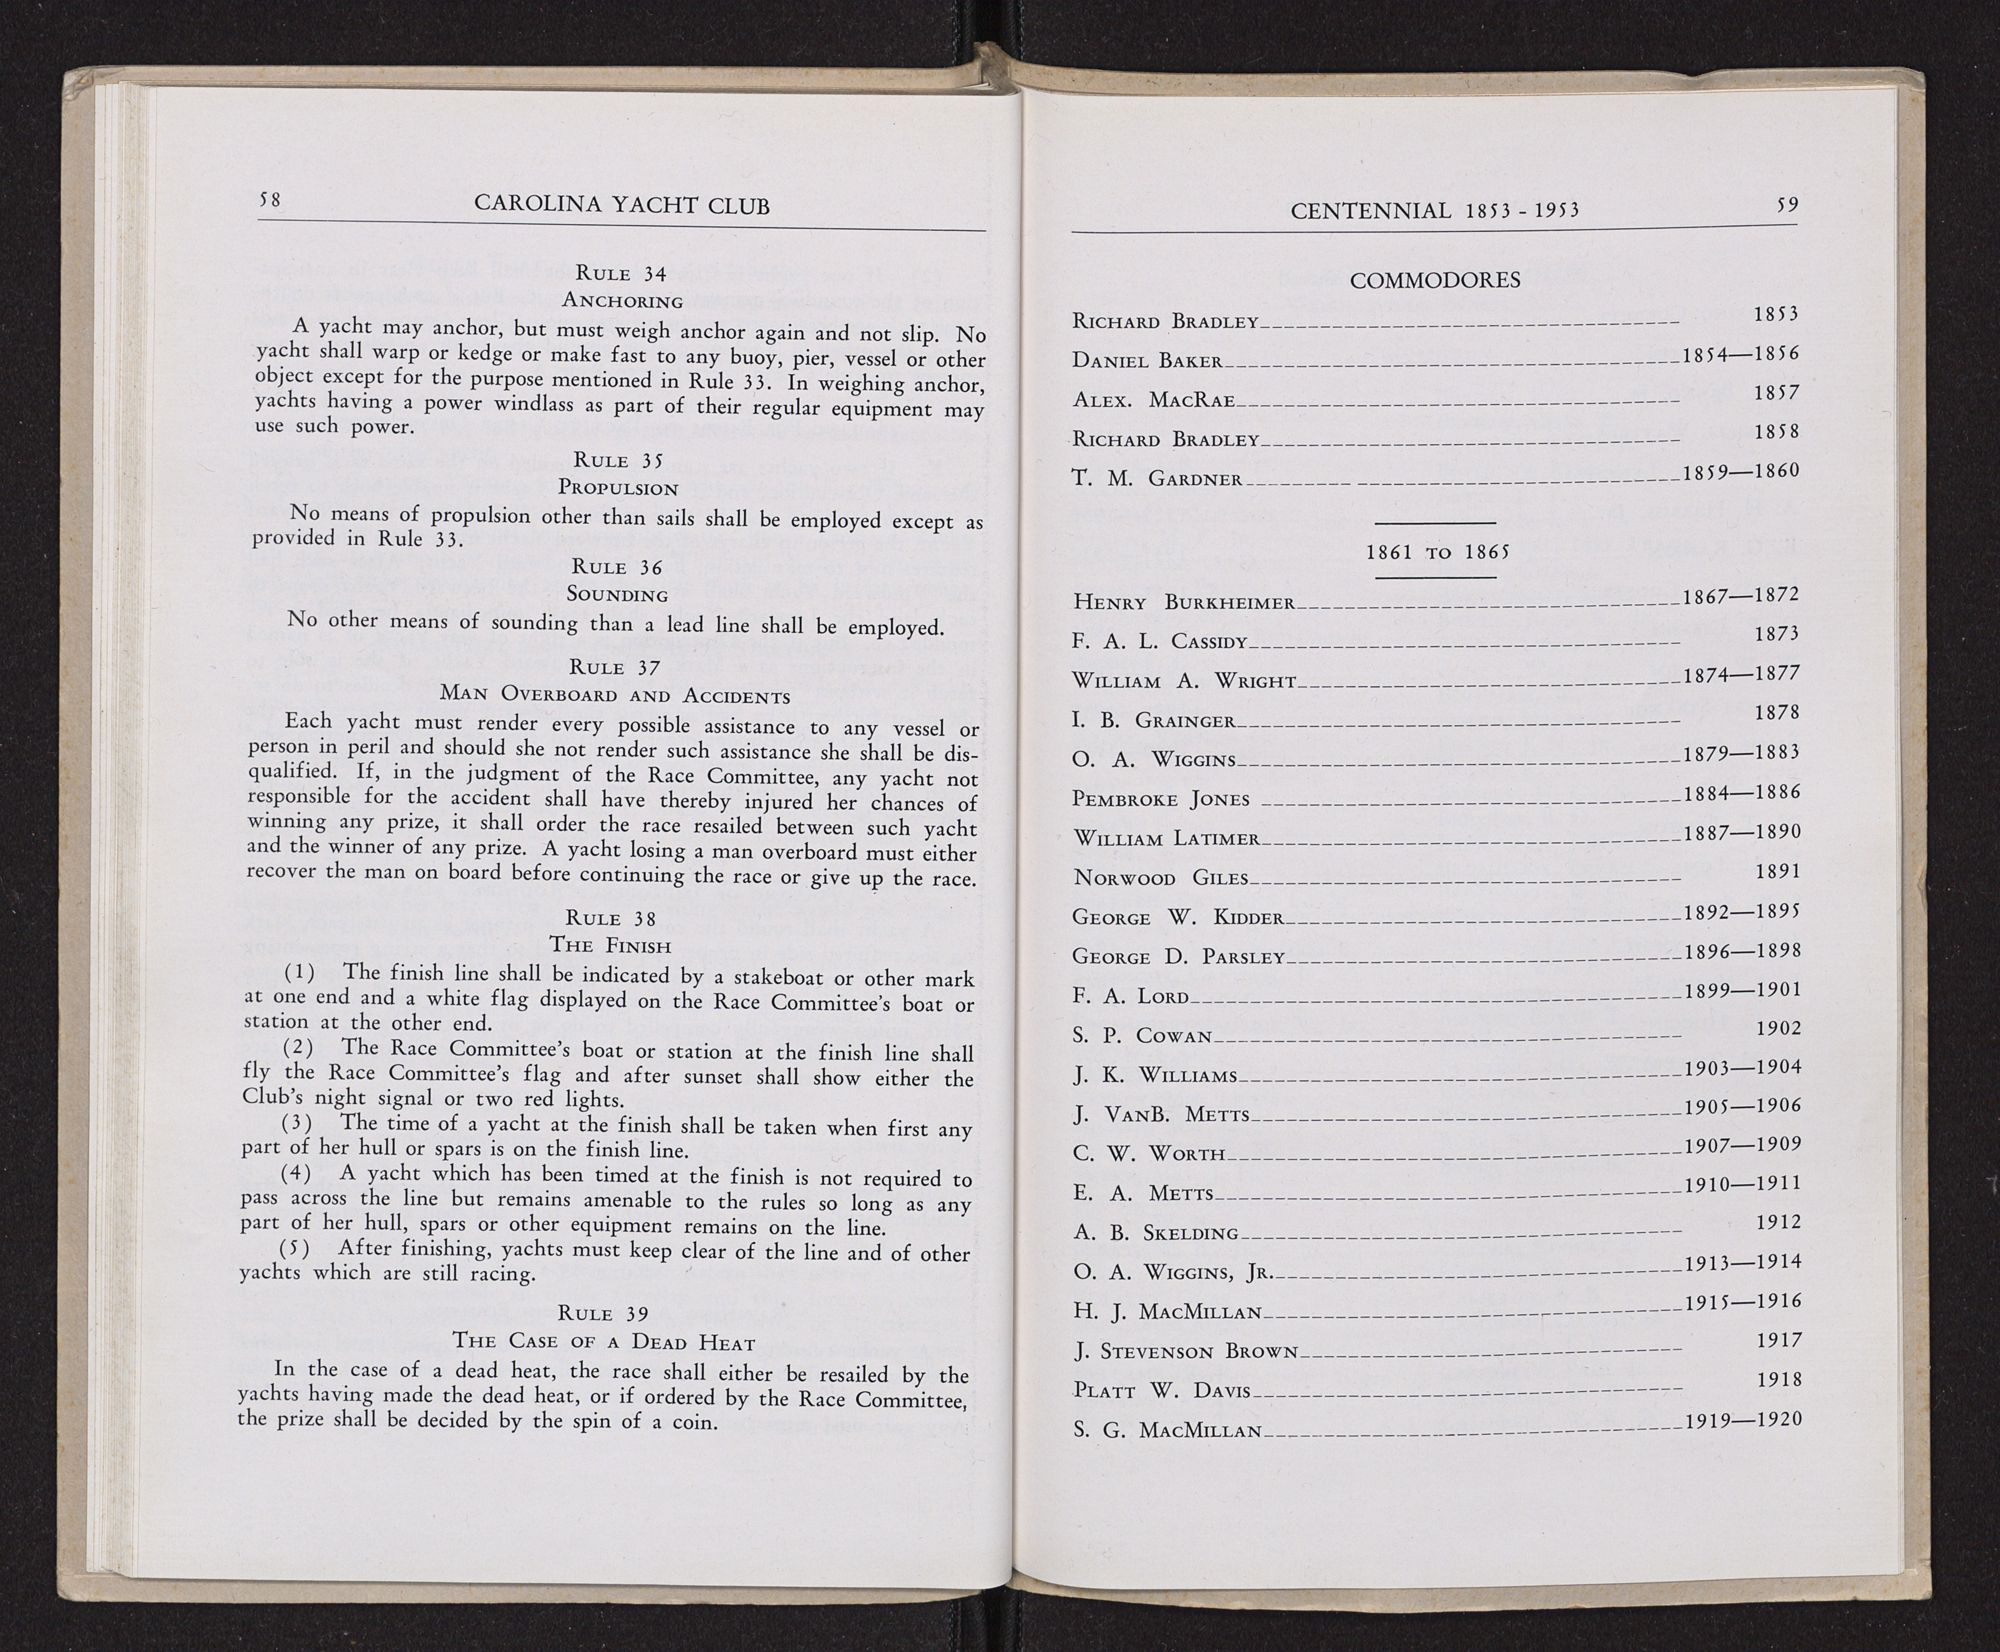 58 CAROLINA YACHT CLUB
RULE 34
ANCHORING
A yacht may anchor, but must weigh anchor again and not slip. No
yacht shall warp or kedge or make fast to any buoy, pier, vessel or other
object except for the purpose mentioned in Rule 33. In weighing anchor,
yachts having a power windlass as part of their regular equipment may
use such power.
RULE 35
PROPULSION
No means of propulsion other than sails shall be employed except as
provided in Rule 33.
RULE 36
SOUNDING
No other means of sounding than a lead line shall be employed.
RULE 37
MAN OVERBOARD AND ACCIDENTS
Each yacht must render every possible assistance to any vessel or
person in peril and should she not render such assistance she shall be dis-
qualified. If, in the judgment of the Race Committee, any yacht not
responsible for the accident shall have thereby injured her chances of
winning any prize, it shall order the race resailed between such yacht
and the winner of any prize. A yacht losing a man overboard must either
recover the man on board before continuing the race or give up the race.
RULE 38
THE FINISH
(1) The finish line shall be indicated by a stakeboat or other mark
at one end and a white flag displayed on the Race Committee's boat or
station at the other end.
(2) The Race Committee's boat or station at the finish line shall
fly the Race Committee's flag and after sunset shall show either the
Club's night signal or two red lights.
(3) The time of a yacht at the finish shall be taken when first any
part of her hull or spars is on the finish line.
(4) A yacht which has been timed at the finish is not required to
pass across the line but remains amenable to the rules so long as any
part of her hull, spars or other equipment remains on the line.
(5) After finishing, yachts must keep clear of the line and of other
yachts which are still racing.
RULE 39
THE CASE OF A DEAD HEAT
In the case of a dead heat, the race shall either be resailed by the
yachts having made the dead heat, or if ordered by the Race Committee,
the prize shall be decided by the spin of a coin.
CENTENNIAL 1853 - 1953 59
COMMODORES
RICHARD BRADLEY 1853
DANIEL BAKER 1854—1856
ALEX. MACRAE 1857
RICHARD BRADLEY 1858
T. M. GARDNER 1859—1860
1861 TO 1865
HENRY BURKHEIMER 1867—1872
F. A. L. CASSIDY 1873
WILLIAM A. WRIGHT 1874—1877
I. B. GRAINGER 1878
O. A. WIGGINS 1879—1883
PEMBROKE JONES 1884—1886
WILLIAM LATIMER 1887—1890
NORWOOD GILES 1891
GEORGE W. KIDDER 1892—1895
GEORGE D. PARSLEY 1896—1898
F. A. LORD 1899—1901
S. P. COWAN 1902
J. K. WILLIAMS 1903—1904
J. VANB. METTS 1905—1906
C. W. WORTH 1907—1909
E. A. METTS 1910—1911
A. B. SKELDING 1912
O. A. WIGGINS, JR. 1913—1914
H. J. MACMILLAN 1915—1916
J. STEVENSON BROWN 1917
PLATT W. DAVIS 1918
S. G. MACMILLAN 1919—1920